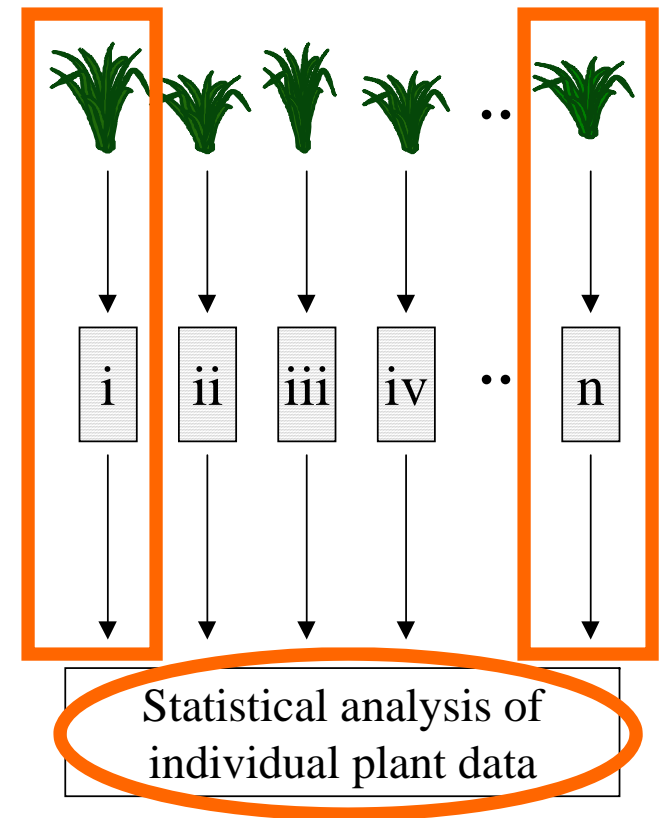 ..
i ii iii iv .. n
Statistical analysis of
individual plant data